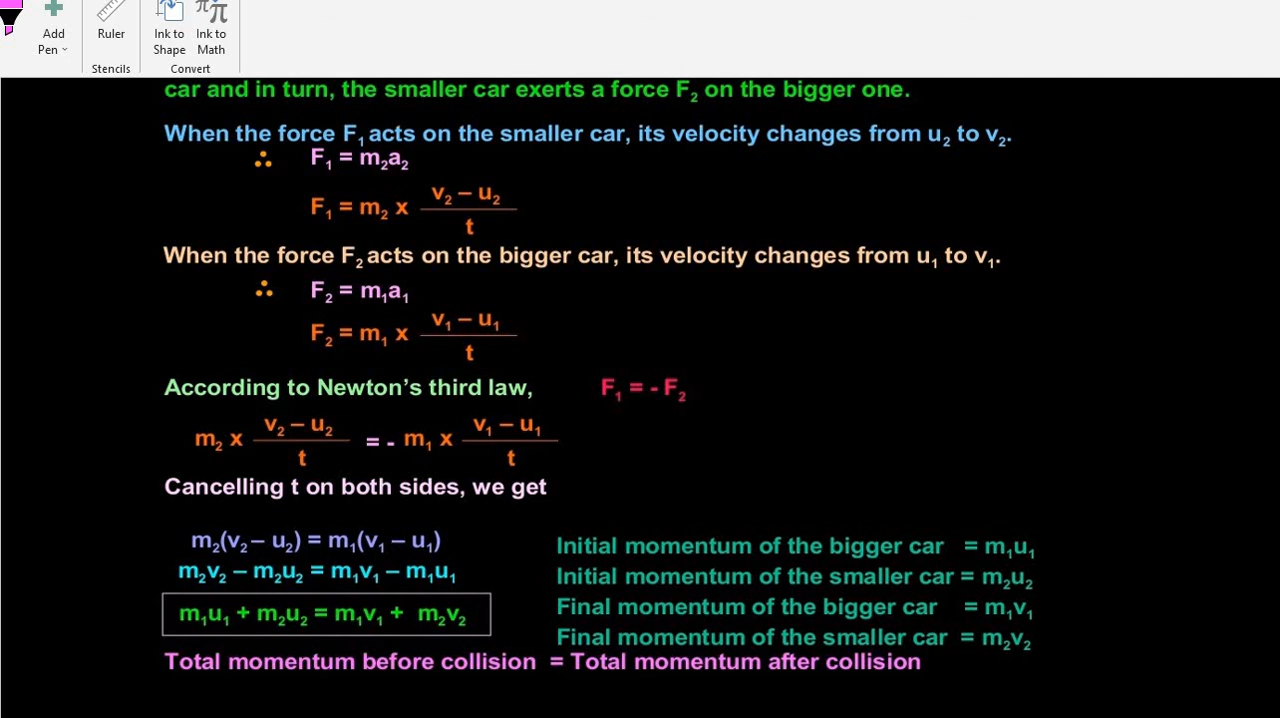 Add Pen
Ruler
Ink to Shape
Ink to Math
Stencils
Convert
car and in turn, the smaller car exerts a force F₂ on the bigger one.
When the force F₁ acts on the smaller car, its velocity changes from u₂ to v₂.
∴ F₁ = m₂a₂
F₁ = m₂ x (v₂ – u₂) / t
When the force F₂ acts on the bigger car, its velocity changes from u₁ to v₁.
∴ F₂ = m₁a₁
F₂ = m₁ x (v₁ – u₁) / t
According to Newton's third law, F₁ = - F₂
m₂ x (v₂ – u₂) / t = - m₁ x (v₁ – u₁) / t
Cancelling t on both sides, we get
m₂(v₂ – u₂) = m₁(v₁ – u₁)
m₂v₂ – m₂u₂ = m₁v₁ – m₁u₁
m₁u₁ + m₂u₂ = m₁v₁ + m₂v₂
Initial momentum of the bigger car = m₁u₁
Initial momentum of the smaller car = m₂u₂
Final momentum of the bigger car = m₁v₁
Final momentum of the smaller car = m₂v₂
Total momentum before collision = Total momentum after collision